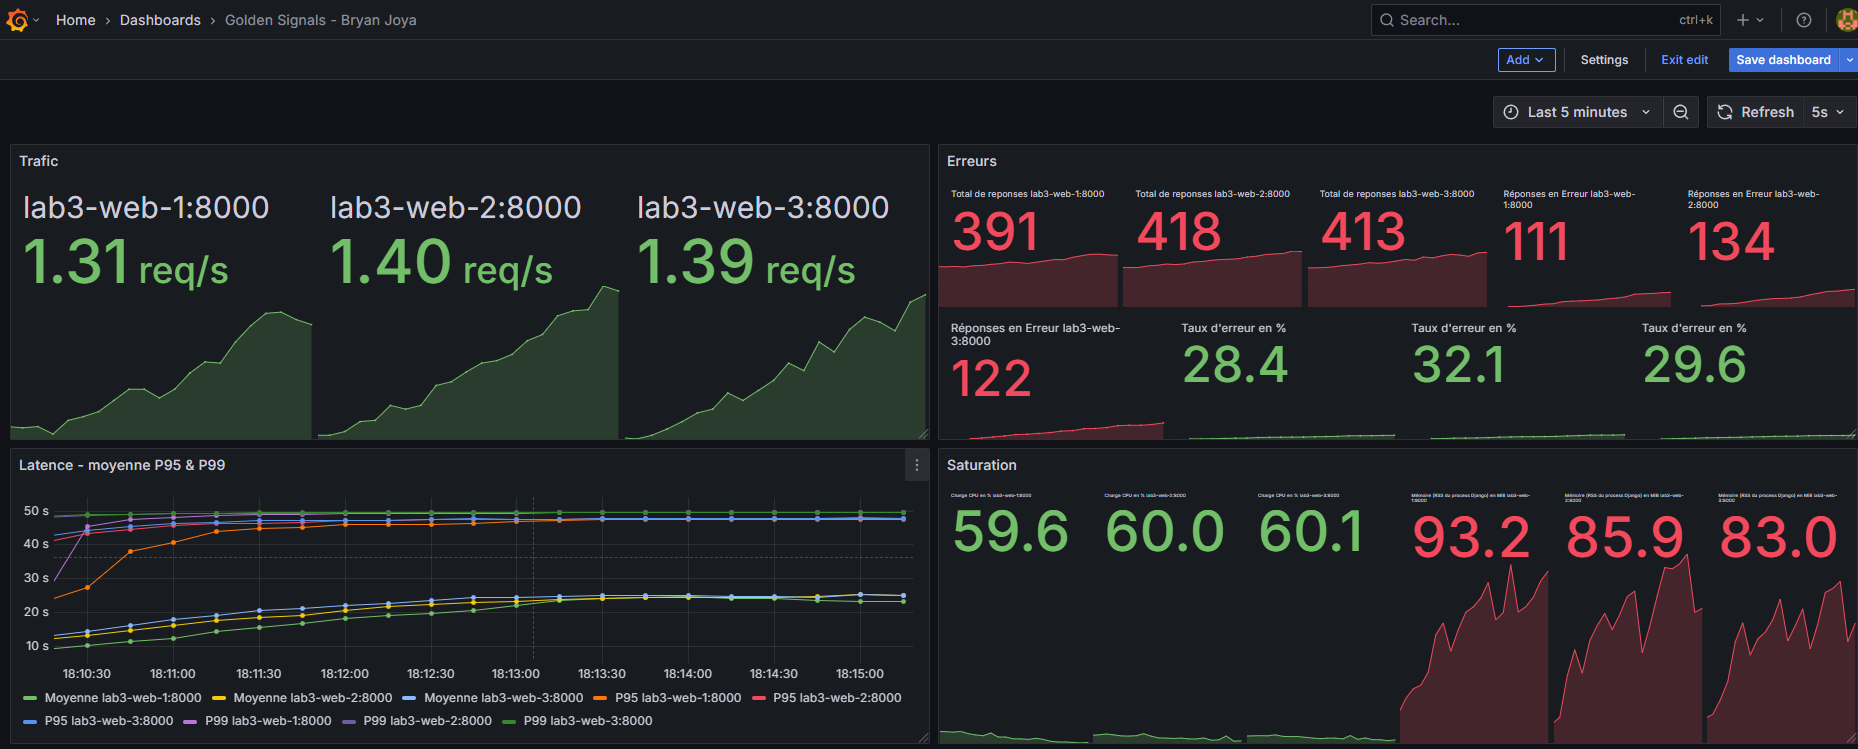 Home › Dashboards › Golden Signals - Bryan Joya
Search... ctrl+k
Add Settings Exit edit Save dashboard
Last 5 minutes Refresh 5s
Trafic
lab3-web-1:8000 lab3-web-2:8000 lab3-web-3:8000
1.31 req/s 1.40 req/s 1.39 req/s
Erreurs
Total de reponses lab3-web-1:8000
391
Total de reponses lab3-web-2:8000
418
Total de reponses lab3-web-3:8000
413
Réponses en Erreur lab3-web-
1:8000
111
Réponses en Erreur lab3-web-
2:8000
134
Réponses en Erreur lab3-web-
3:8000
122
Taux d'erreur en %
28.4
Taux d'erreur en %
32.1
Taux d'erreur en %
29.6
Latence - moyenne P95 & P99
50 s
40 s
30 s
20 s
10 s
18:10:30 18:11:00 18:11:30 18:12:00 18:12:30 18:13:00 18:13:30 18:14:00 18:14:30 18:15:00
Moyenne lab3-web-1:8000 Moyenne lab3-web-2:8000 Moyenne lab3-web-3:8000 P95 lab3-web-1:8000 P95 lab3-web-2:8000
P95 lab3-web-3:8000 P99 lab3-web-1:8000 P99 lab3-web-2:8000 P99 lab3-web-3:8000
Saturation
Charge CPU en % lab3-web-1:8000
59.6
Charge CPU en % lab3-web-2:8000
60.0
Charge CPU en % lab3-web-3:8000
60.1
Mémoire (RSS du process Django) en MiB lab3-web-
1:8000
93.2
Mémoire (RSS du process Django) en MiB lab3-web-
2:8000
85.9
Mémoire (RSS du process Django) en MiB lab3-web-
3:8000
83.0